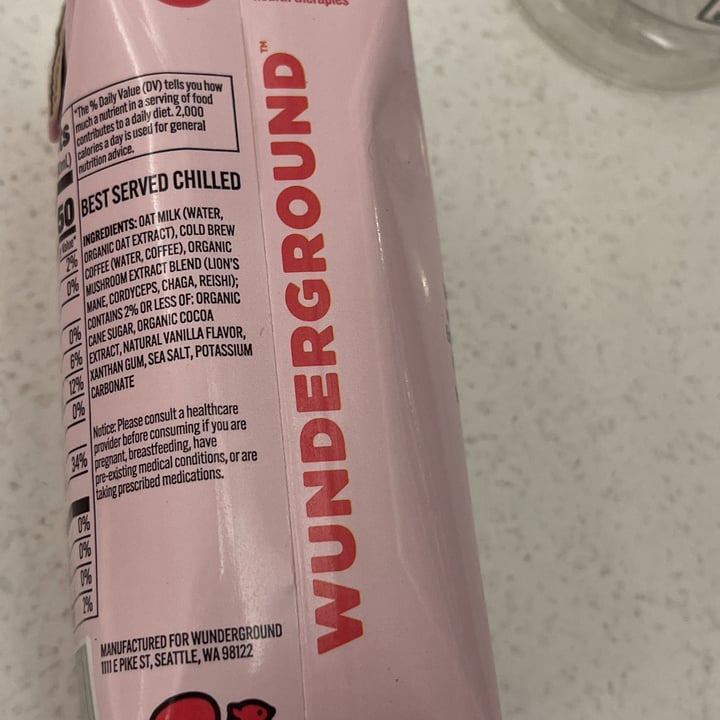 *The % Daily Value (DV) tells you how
much a nutrient in a serving of food
contributes to a daily diet. 2,000
calories a day is used for general
nutrition advice.
BEST SERVED CHILLED
INGREDIENTS: OATMILK (WATER,
ORGANIC OAT EXTRACT), COLD BREW
COFFEE (WATER, COFFEE), ORGANIC
MUSHROOM EXTRACT BLEND (LION'S
MANE, CORDYCEPS, CHAGA, REISHI);
CONTAINS 2% OR LESS OF: ORGANIC
CANE SUGAR, ORGANIC COCOA
EXTRACT, NATURAL VANILLA FLAVOR,
XANTHAN GUM, SEA SALT, POTASSIUM
CARBONATE
Notice: Please consult a healthcare
provider before consuming if you are
pregnant, breastfeeding, have
pre-existing medical conditions, or are
taking prescribed medications.
MANUFACTURED FOR WUNDERGROUND
1111 E PIKE ST, SEATTLE, WA 98122
2%
0%
0%
6%
12%
0%
34%
0%
0%
0%
2%
WUNDERGROUND™
therapies